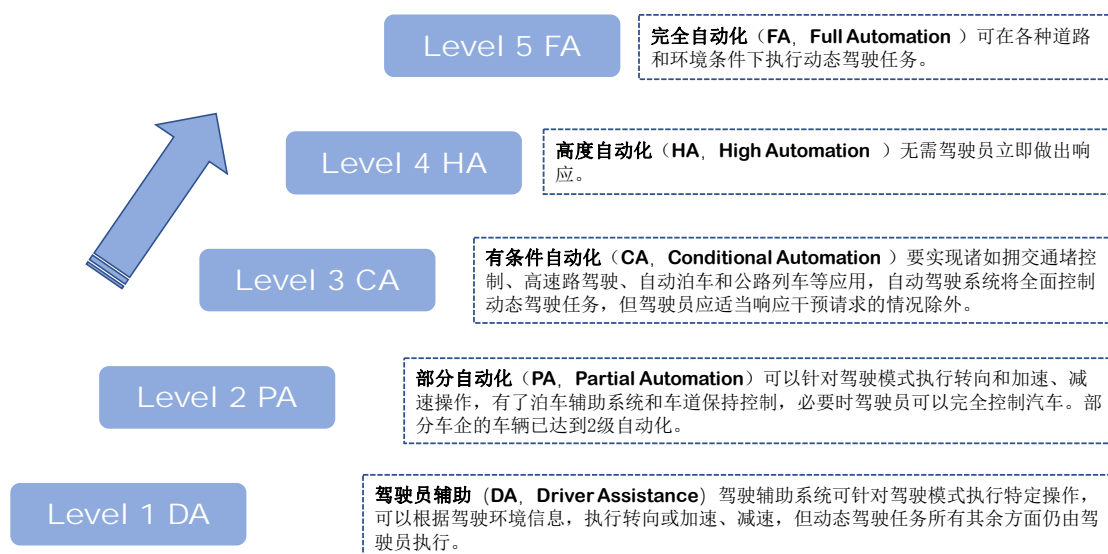 Level 5 FA
完全自动化（FA，Full Automation ）可在各种道路
和环境条件下执行动态驾驶任务。
Level 4 HA
高度自动化（HA，High Automation ）无需驾驶员立即做出响
应。
Level 3 CA
有条件自动化（CA，Conditional Automation ）要实现诸如拥交通堵
控制、高速路驾驶、自动泊车和公路列车等应用，自动驾驶系统将全面控制
动态驾驶任务，但驾驶员应适当响应干预请求的情况除外。
Level 2 PA
部分自动化（PA，Partial Automation）可以针对驾驶模式执行转向和加速、减
速操作，有了泊车辅助系统和车道保持控制，必要时驾驶员可以完全控制汽车。部
分车企的车辆已达到2级自动化。
Level 1 DA
驾驶员辅助（DA，Driver Assistance）驾驶辅助系统可针对驾驶模式执行特定操作，
可以根据驾驶环境信息，执行转向或加速、减速，但动态驾驶任务所有其余方面仍由驾
驶员执行。